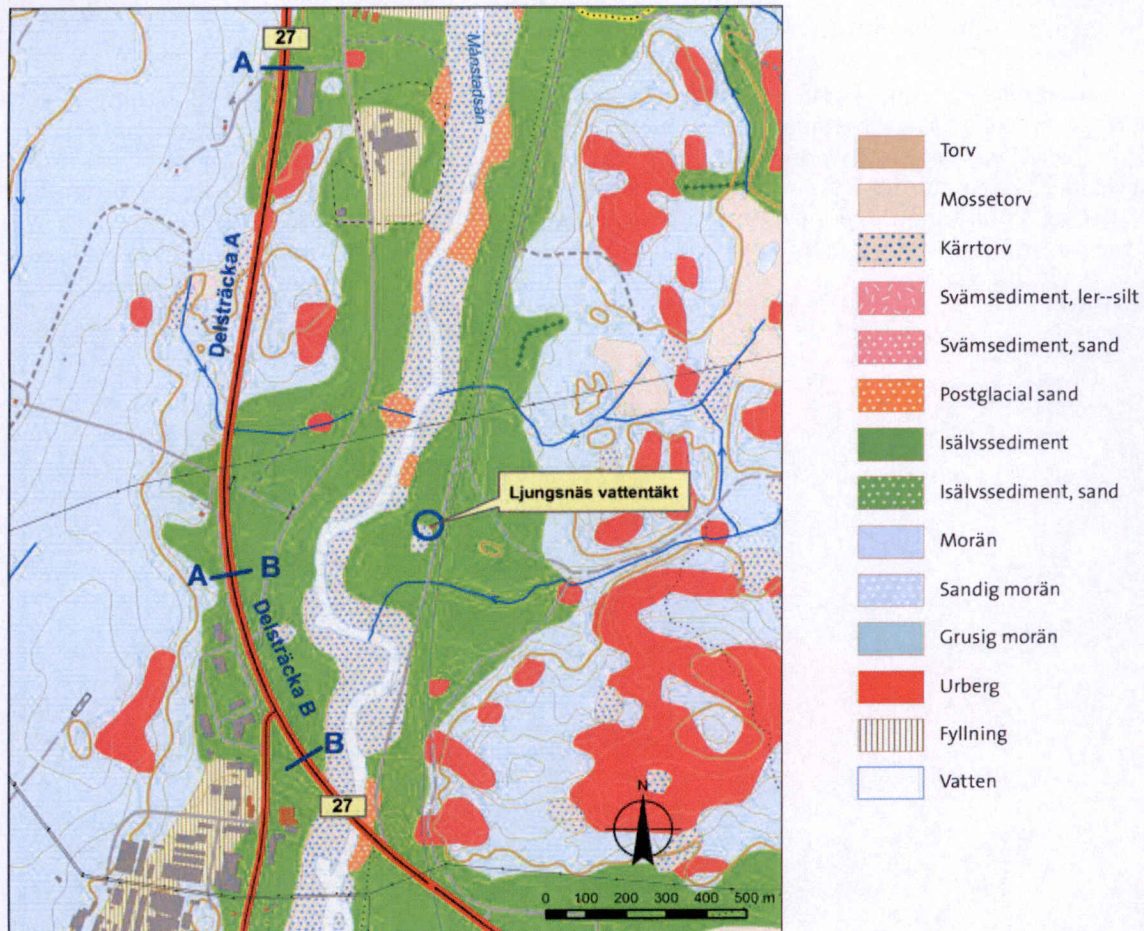 27
A
Månstadsån
Delsträcka A
Ljungsnäs vattentäkt
A
B
Delsträcka B
B
27
N
0 100 200 300 400 500 m
Torv
Mossetorv
Kärrtorv
Svämsediment, ler--silt
Svämsediment, sand
Postglacial sand
Isälvssediment
Isälvssediment, sand
Morän
Sandig morän
Grusig morän
Urberg
Fyllning
Vatten